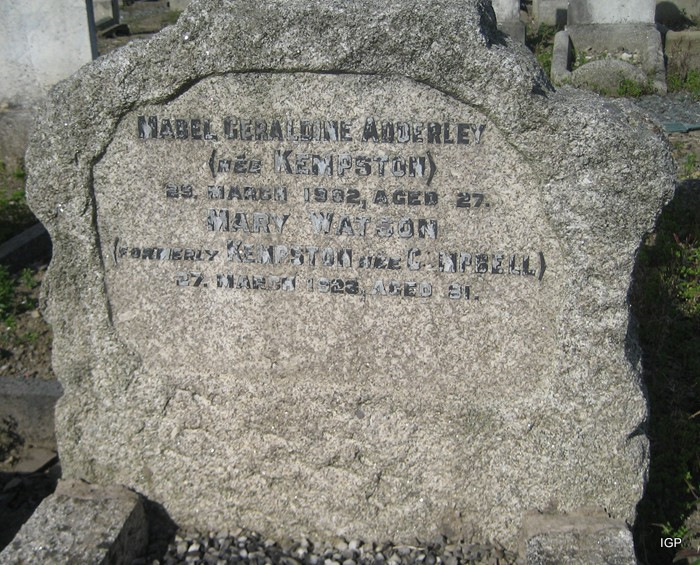 MABEL GERALDINE ADDERLEY
(NÉE KEMPSTON)
29. MARCH 1902, AGED 27.
MARY WATSON
(FORMERLY KEMPSTON NÉE CAMPBELL)
27. MARCH 1923, AGED 81.
IGP